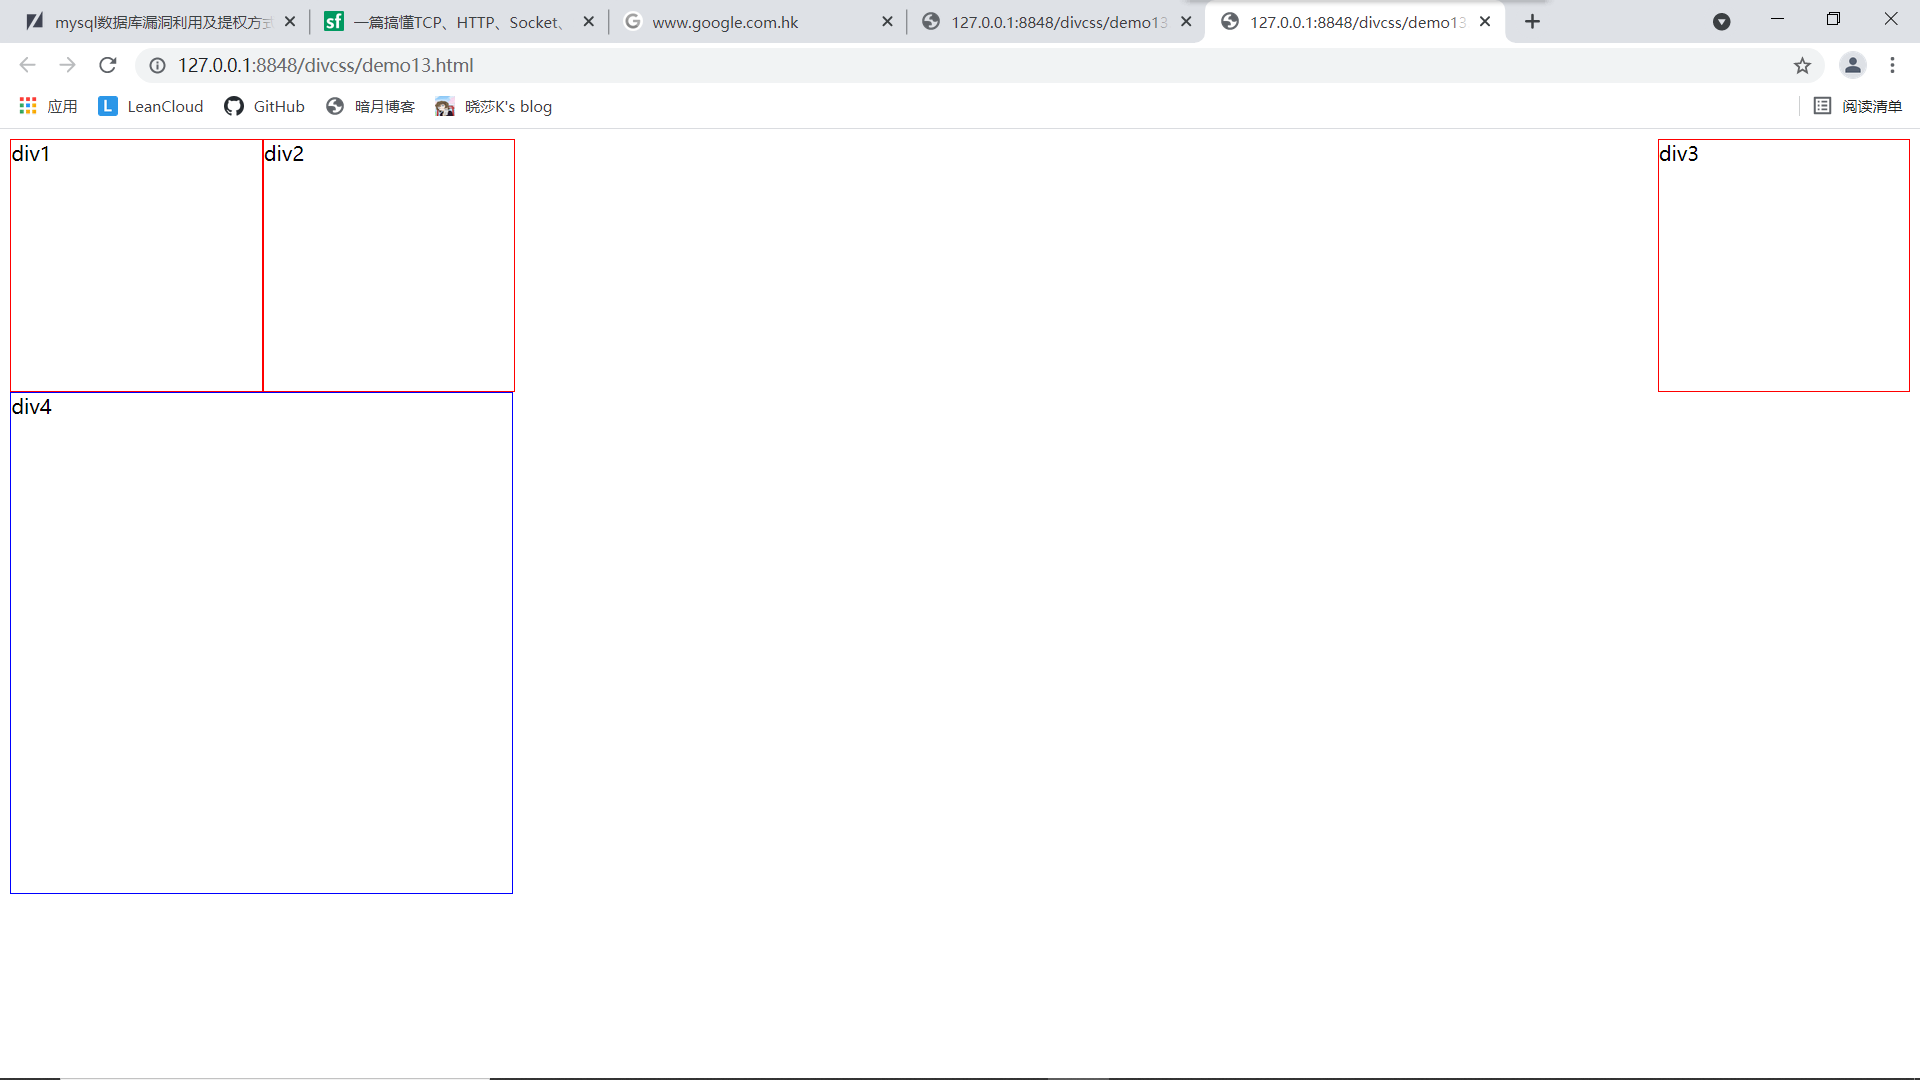 mysql数据库漏洞利用及提权方式
sf 一篇搞懂TCP、HTTP、Socket、
G www.google.com.hk
127.0.0.1:8848/divcss/demo13
127.0.0.1:8848/divcss/demo13
127.0.0.1:8848/divcss/demo13.html
应用
L LeanCloud
GitHub
暗月博客
晓莎K's blog
阅读清单
div1
div2
div3
div4